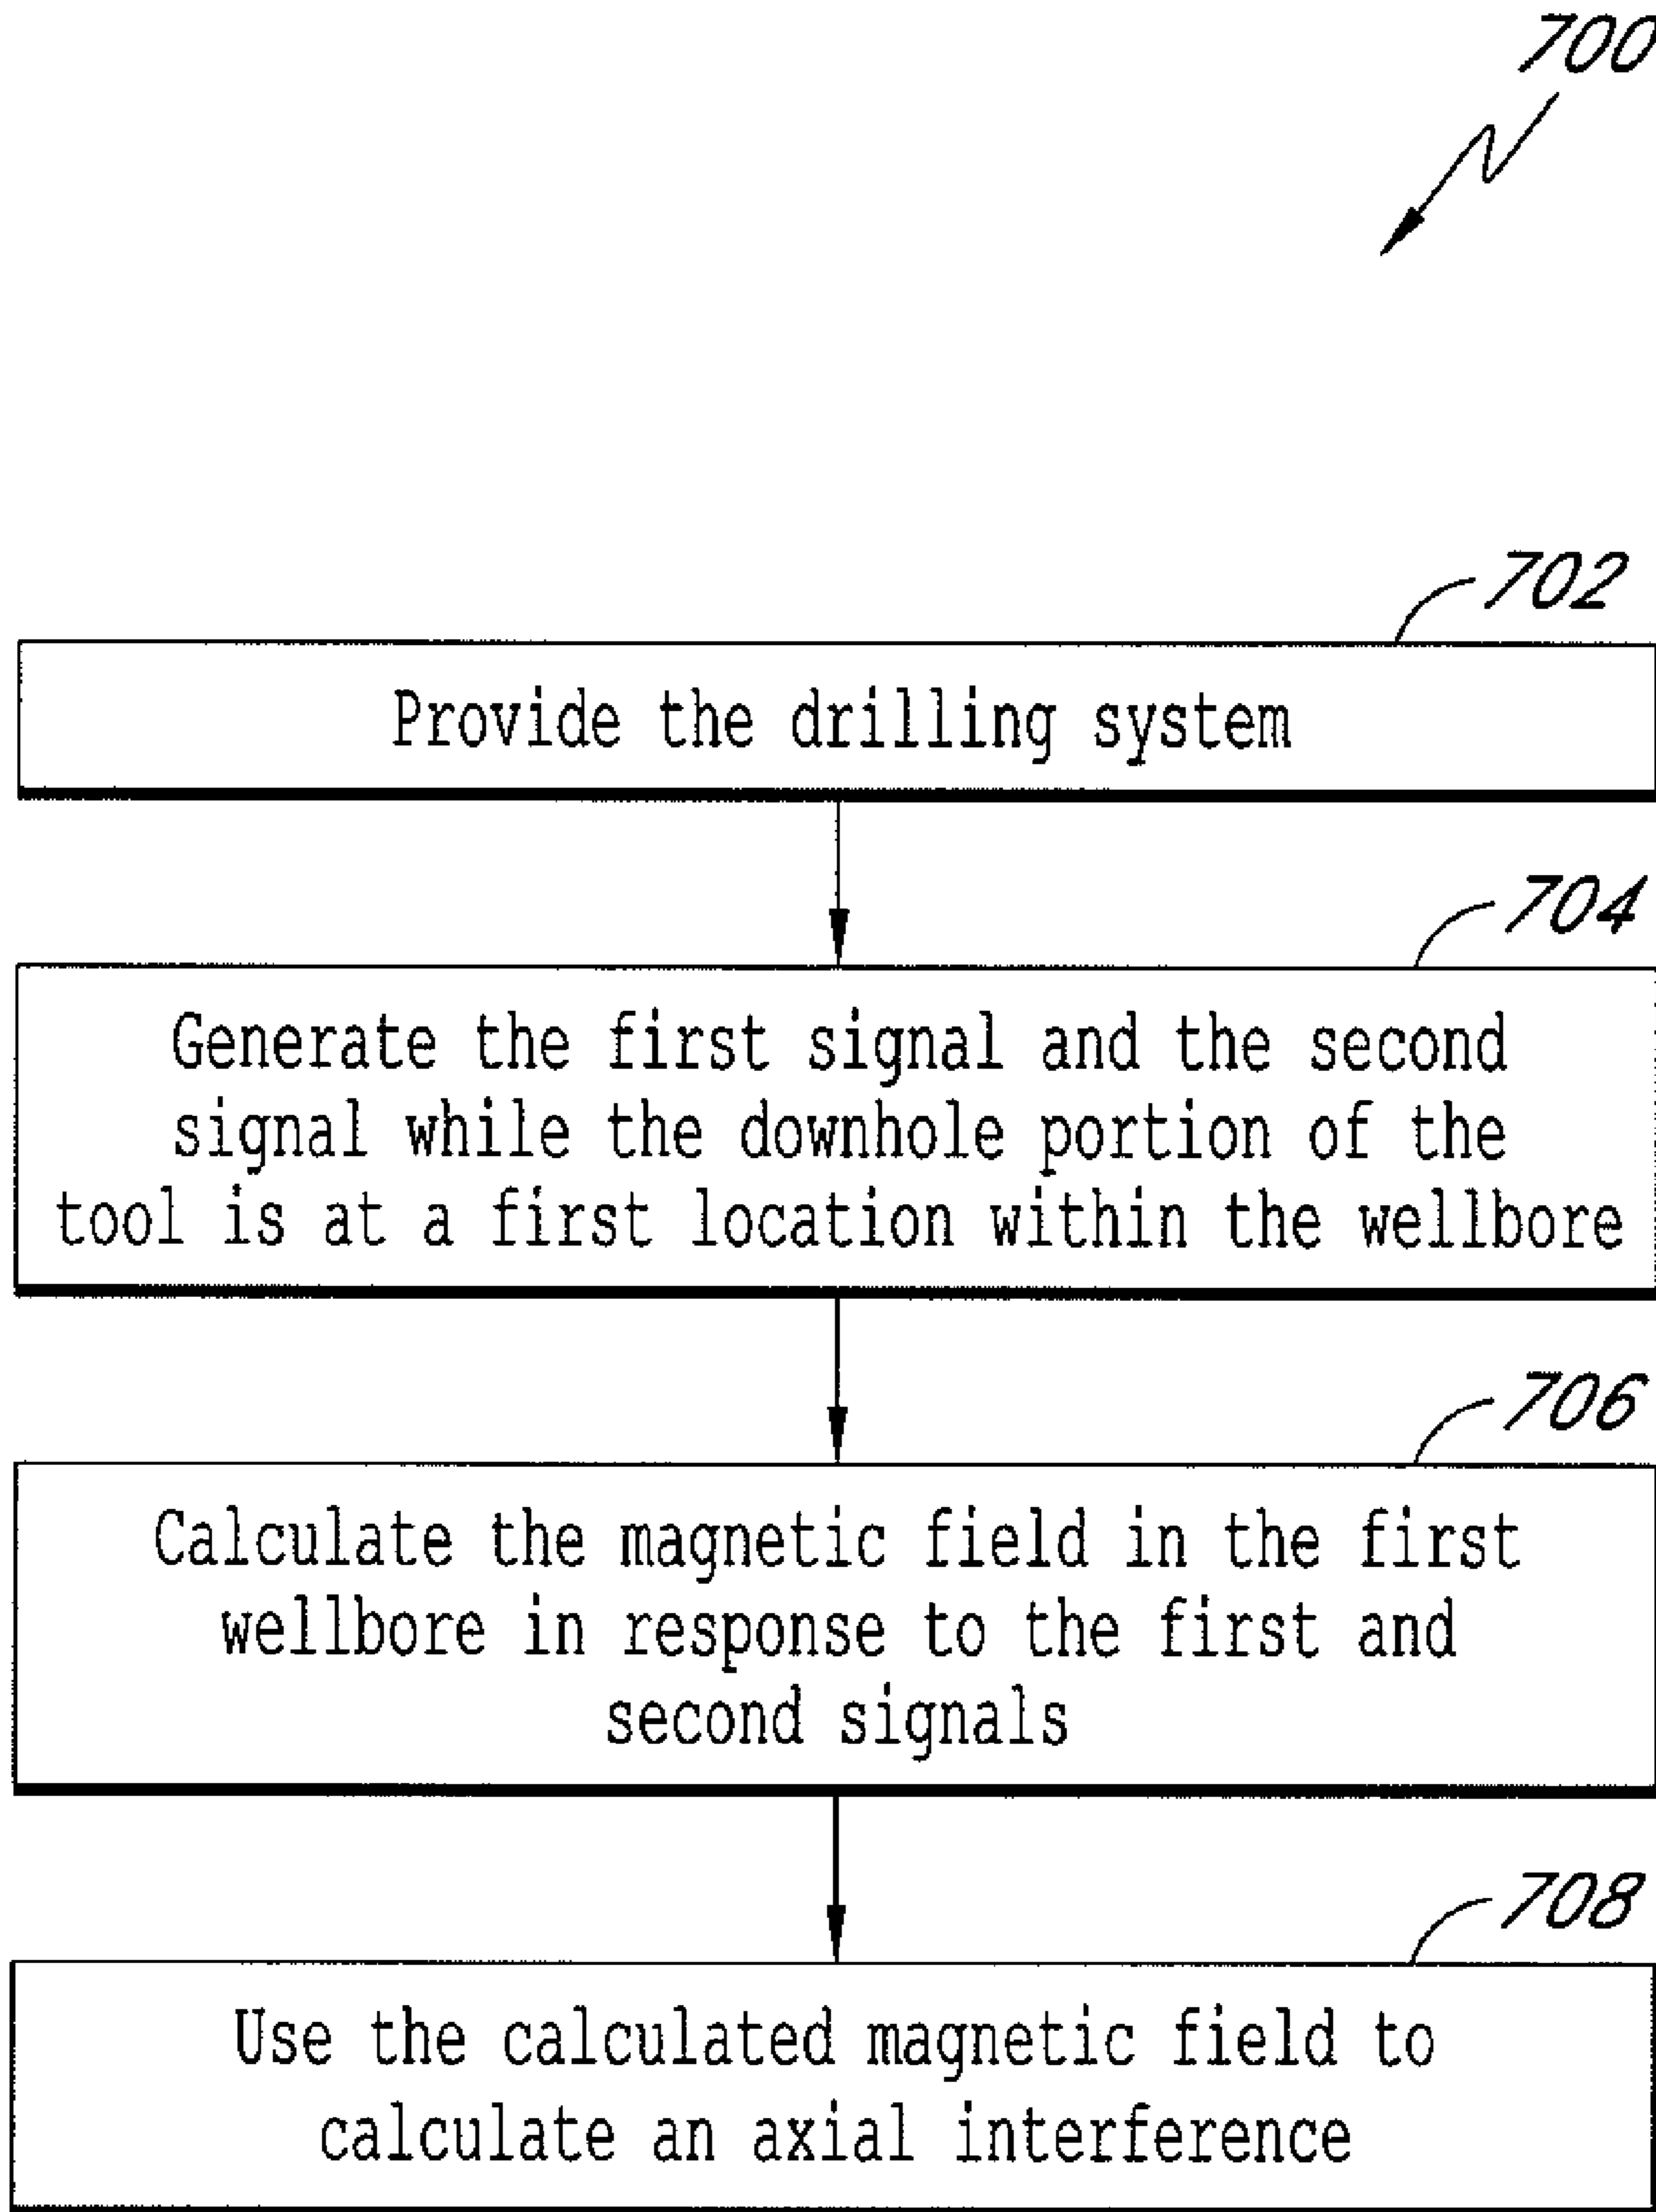 700
702
Provide the drilling system
704
Generate the first signal and the second
signal while the downhole portion of the
tool is at a first location within the wellbore
706
Calculate the magnetic field in the first
wellbore in response to the first and
second signals
708
Use the calculated magnetic field to
calculate an axial interference